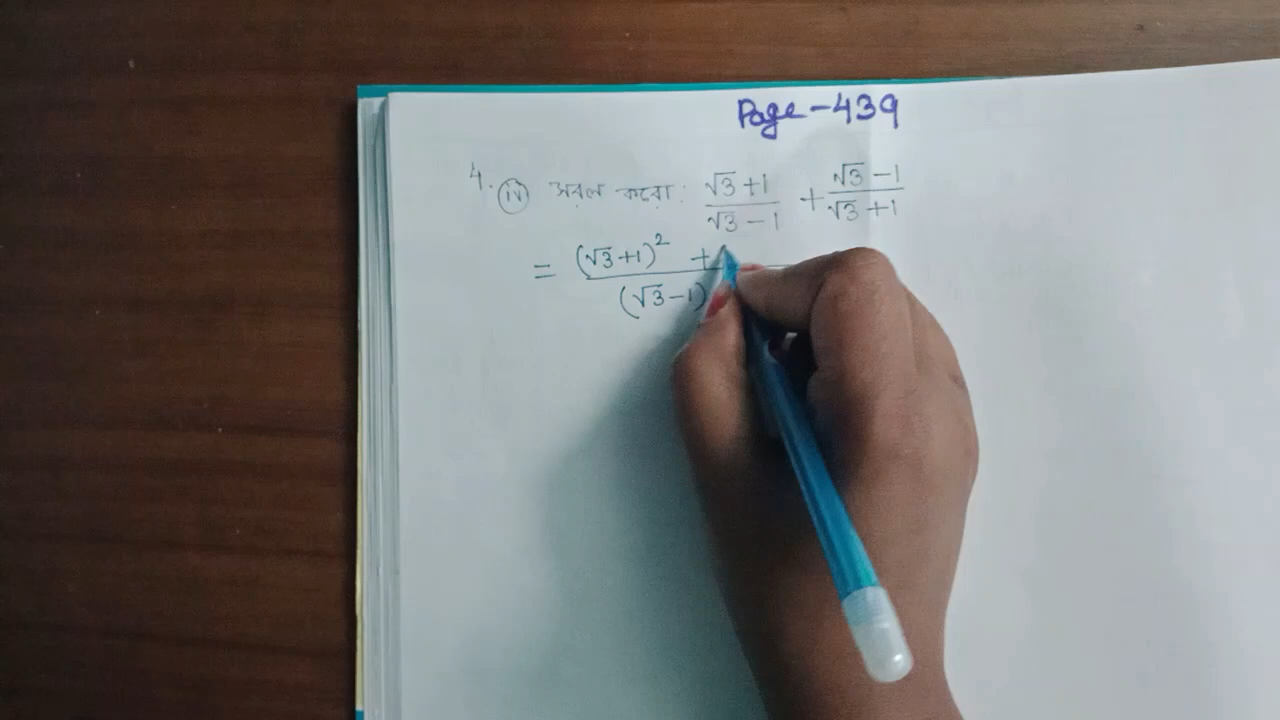 Page-439
4. (iv) সরল করো: (√3+1)/(√3-1) + (√3-1)/(√3+1)
= (√3+1)² +
(√3-1)